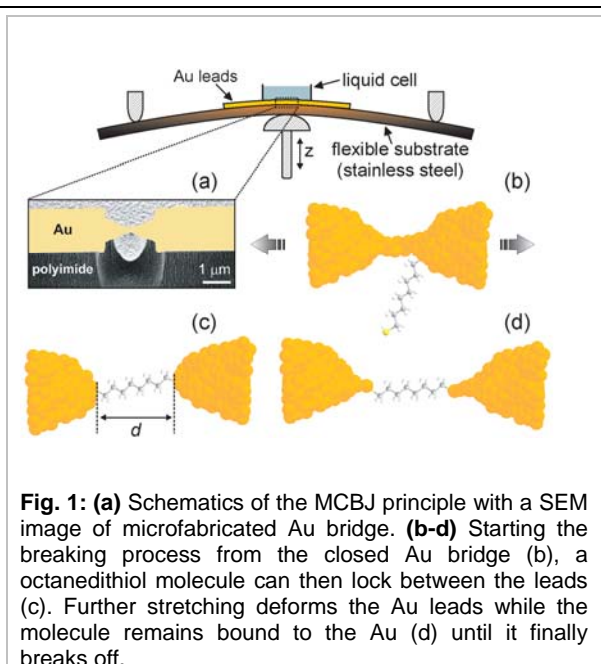 Au leads
liquid cell
z
flexible substrate
(stainless steel)
(a)
(b)
Au
polyimide
1 μm
(c)
(d)
d
Fig. 1: (a) Schematics of the MCBJ principle with a SEM
image of microfabricated Au bridge. (b-d) Starting the
breaking process from the closed Au bridge (b), a
octanedithiol molecule can then lock between the leads
(c). Further stretching deforms the Au leads while the
molecule remains bound to the Au (d) until it finally
breaks off.